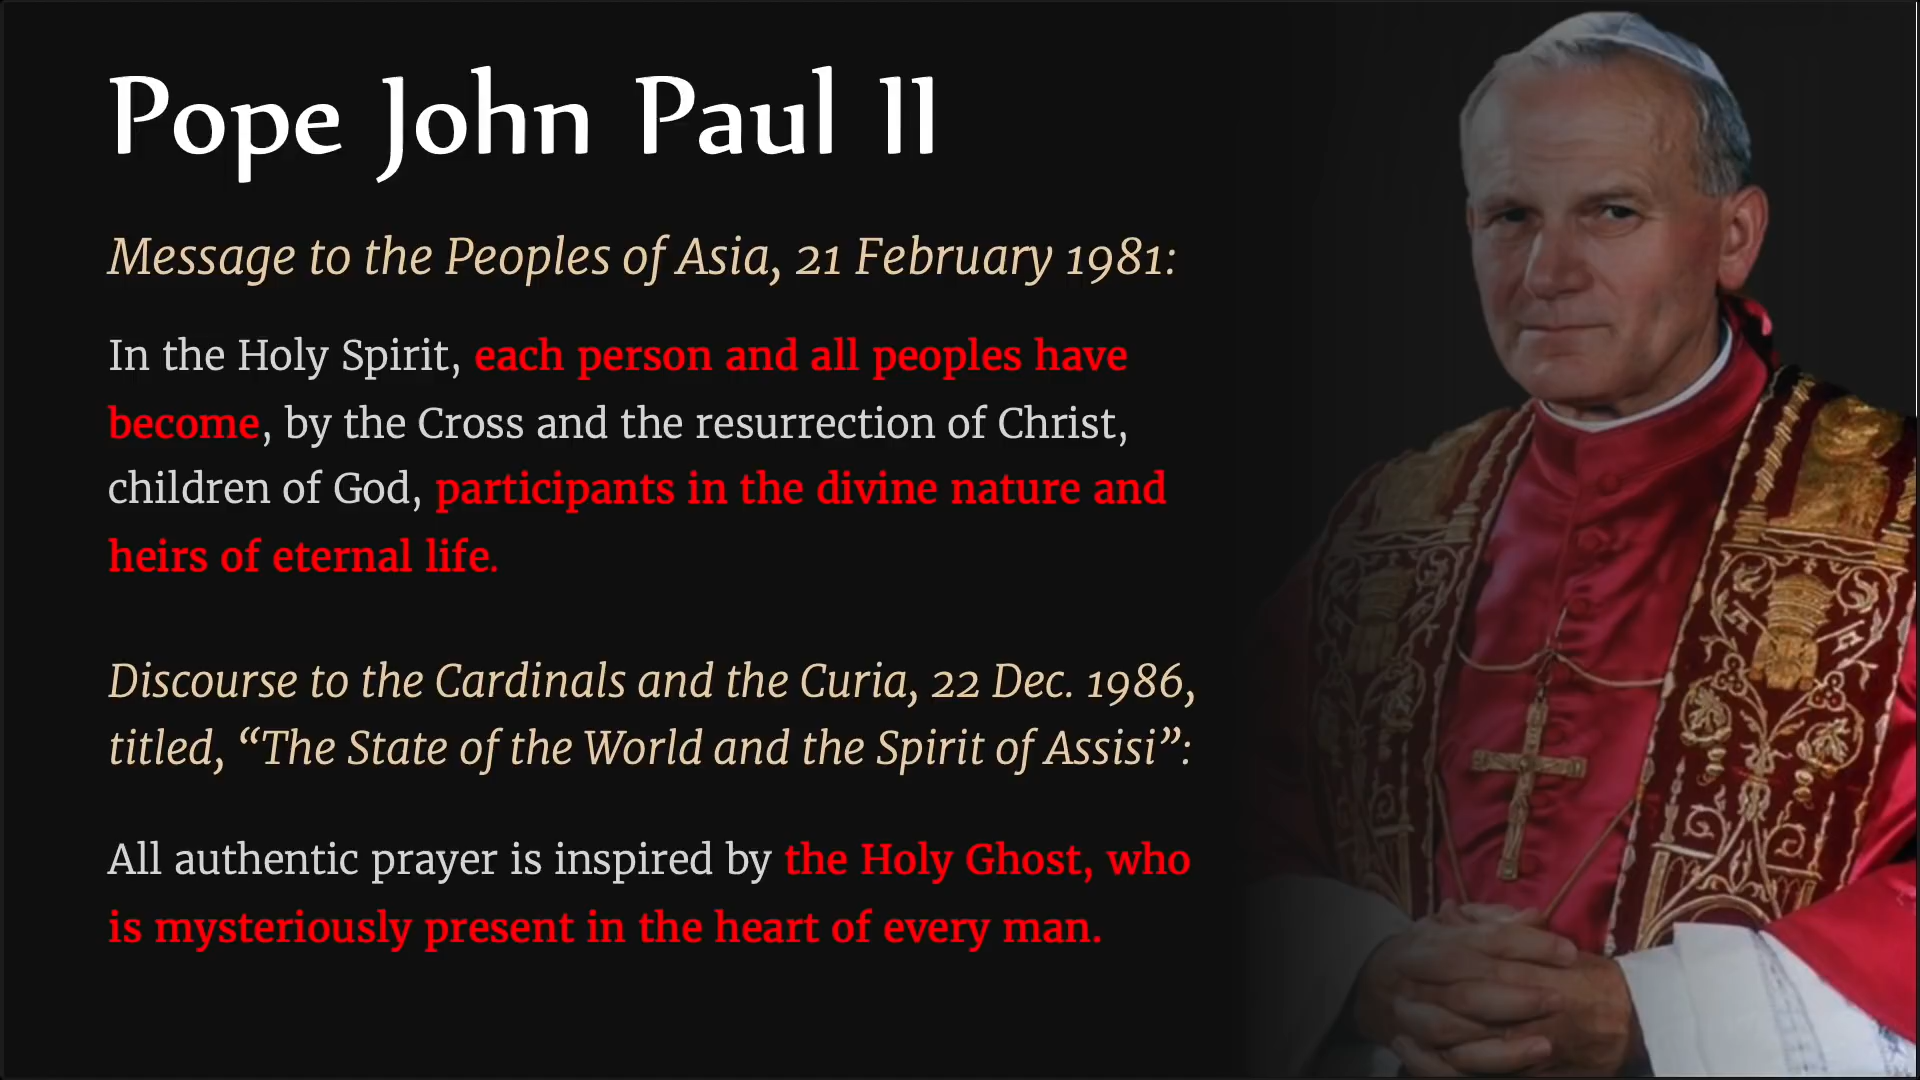 Pope John Paul II
Message to the Peoples of Asia, 21 February 1981:
In the Holy Spirit, each person and all peoples have
become, by the Cross and the resurrection of Christ,
children of God, participants in the divine nature and
heirs of eternal life.
Discourse to the Cardinals and the Curia, 22 Dec. 1986,
titled, “The State of the World and the Spirit of Assisi”:
All authentic prayer is inspired by the Holy Ghost, who
is mysteriously present in the heart of every man.